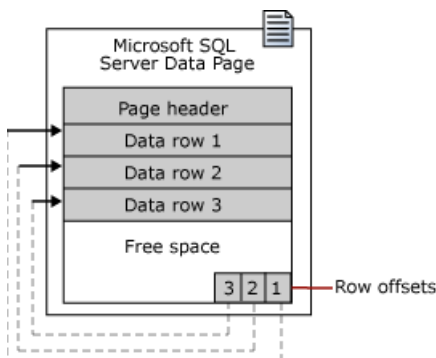 Microsoft SQL
Server Data Page
Page header
Data row 1
Data row 2
Data row 3
Free space
3 2 1
Row offsets